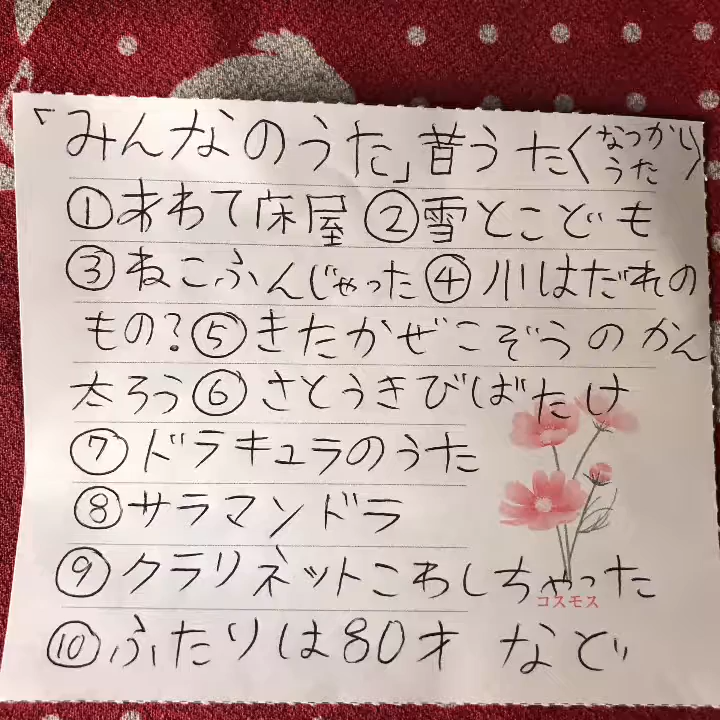 「みんなのうた」昔うた〈なつかしうた〉
①あわて床屋②雪とこども
③ねこふんじゃった④川はだれの
もの?⑤きたかぜこぞうのかん
太ろう⑥さとうきびばたけ
⑦ドラキュラのうた
⑧サラマンドラ
⑨クラリネットこわしちゃった
コスモス
⑩ふたりは80才 など